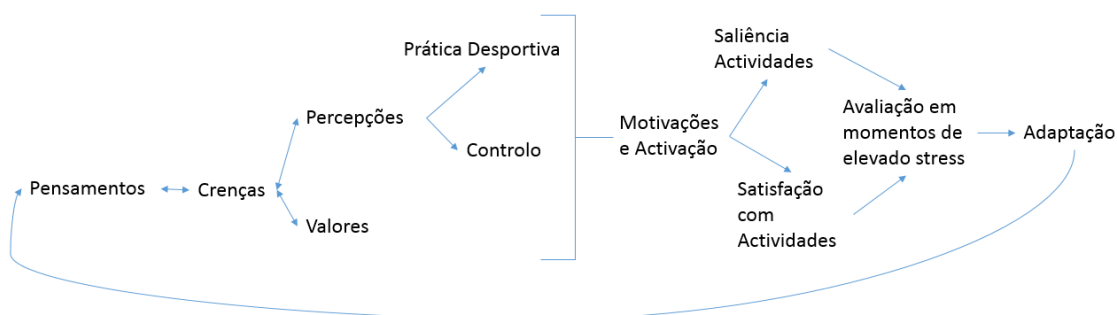 Prática Desportiva
Percepções
Controlo
Pensamentos
Crenças
Valores
Motivações
e Activação
Saliência
Actividades
Satisfação
com
Actividades
Avaliação em
momentos de
elevado stress
Adaptação